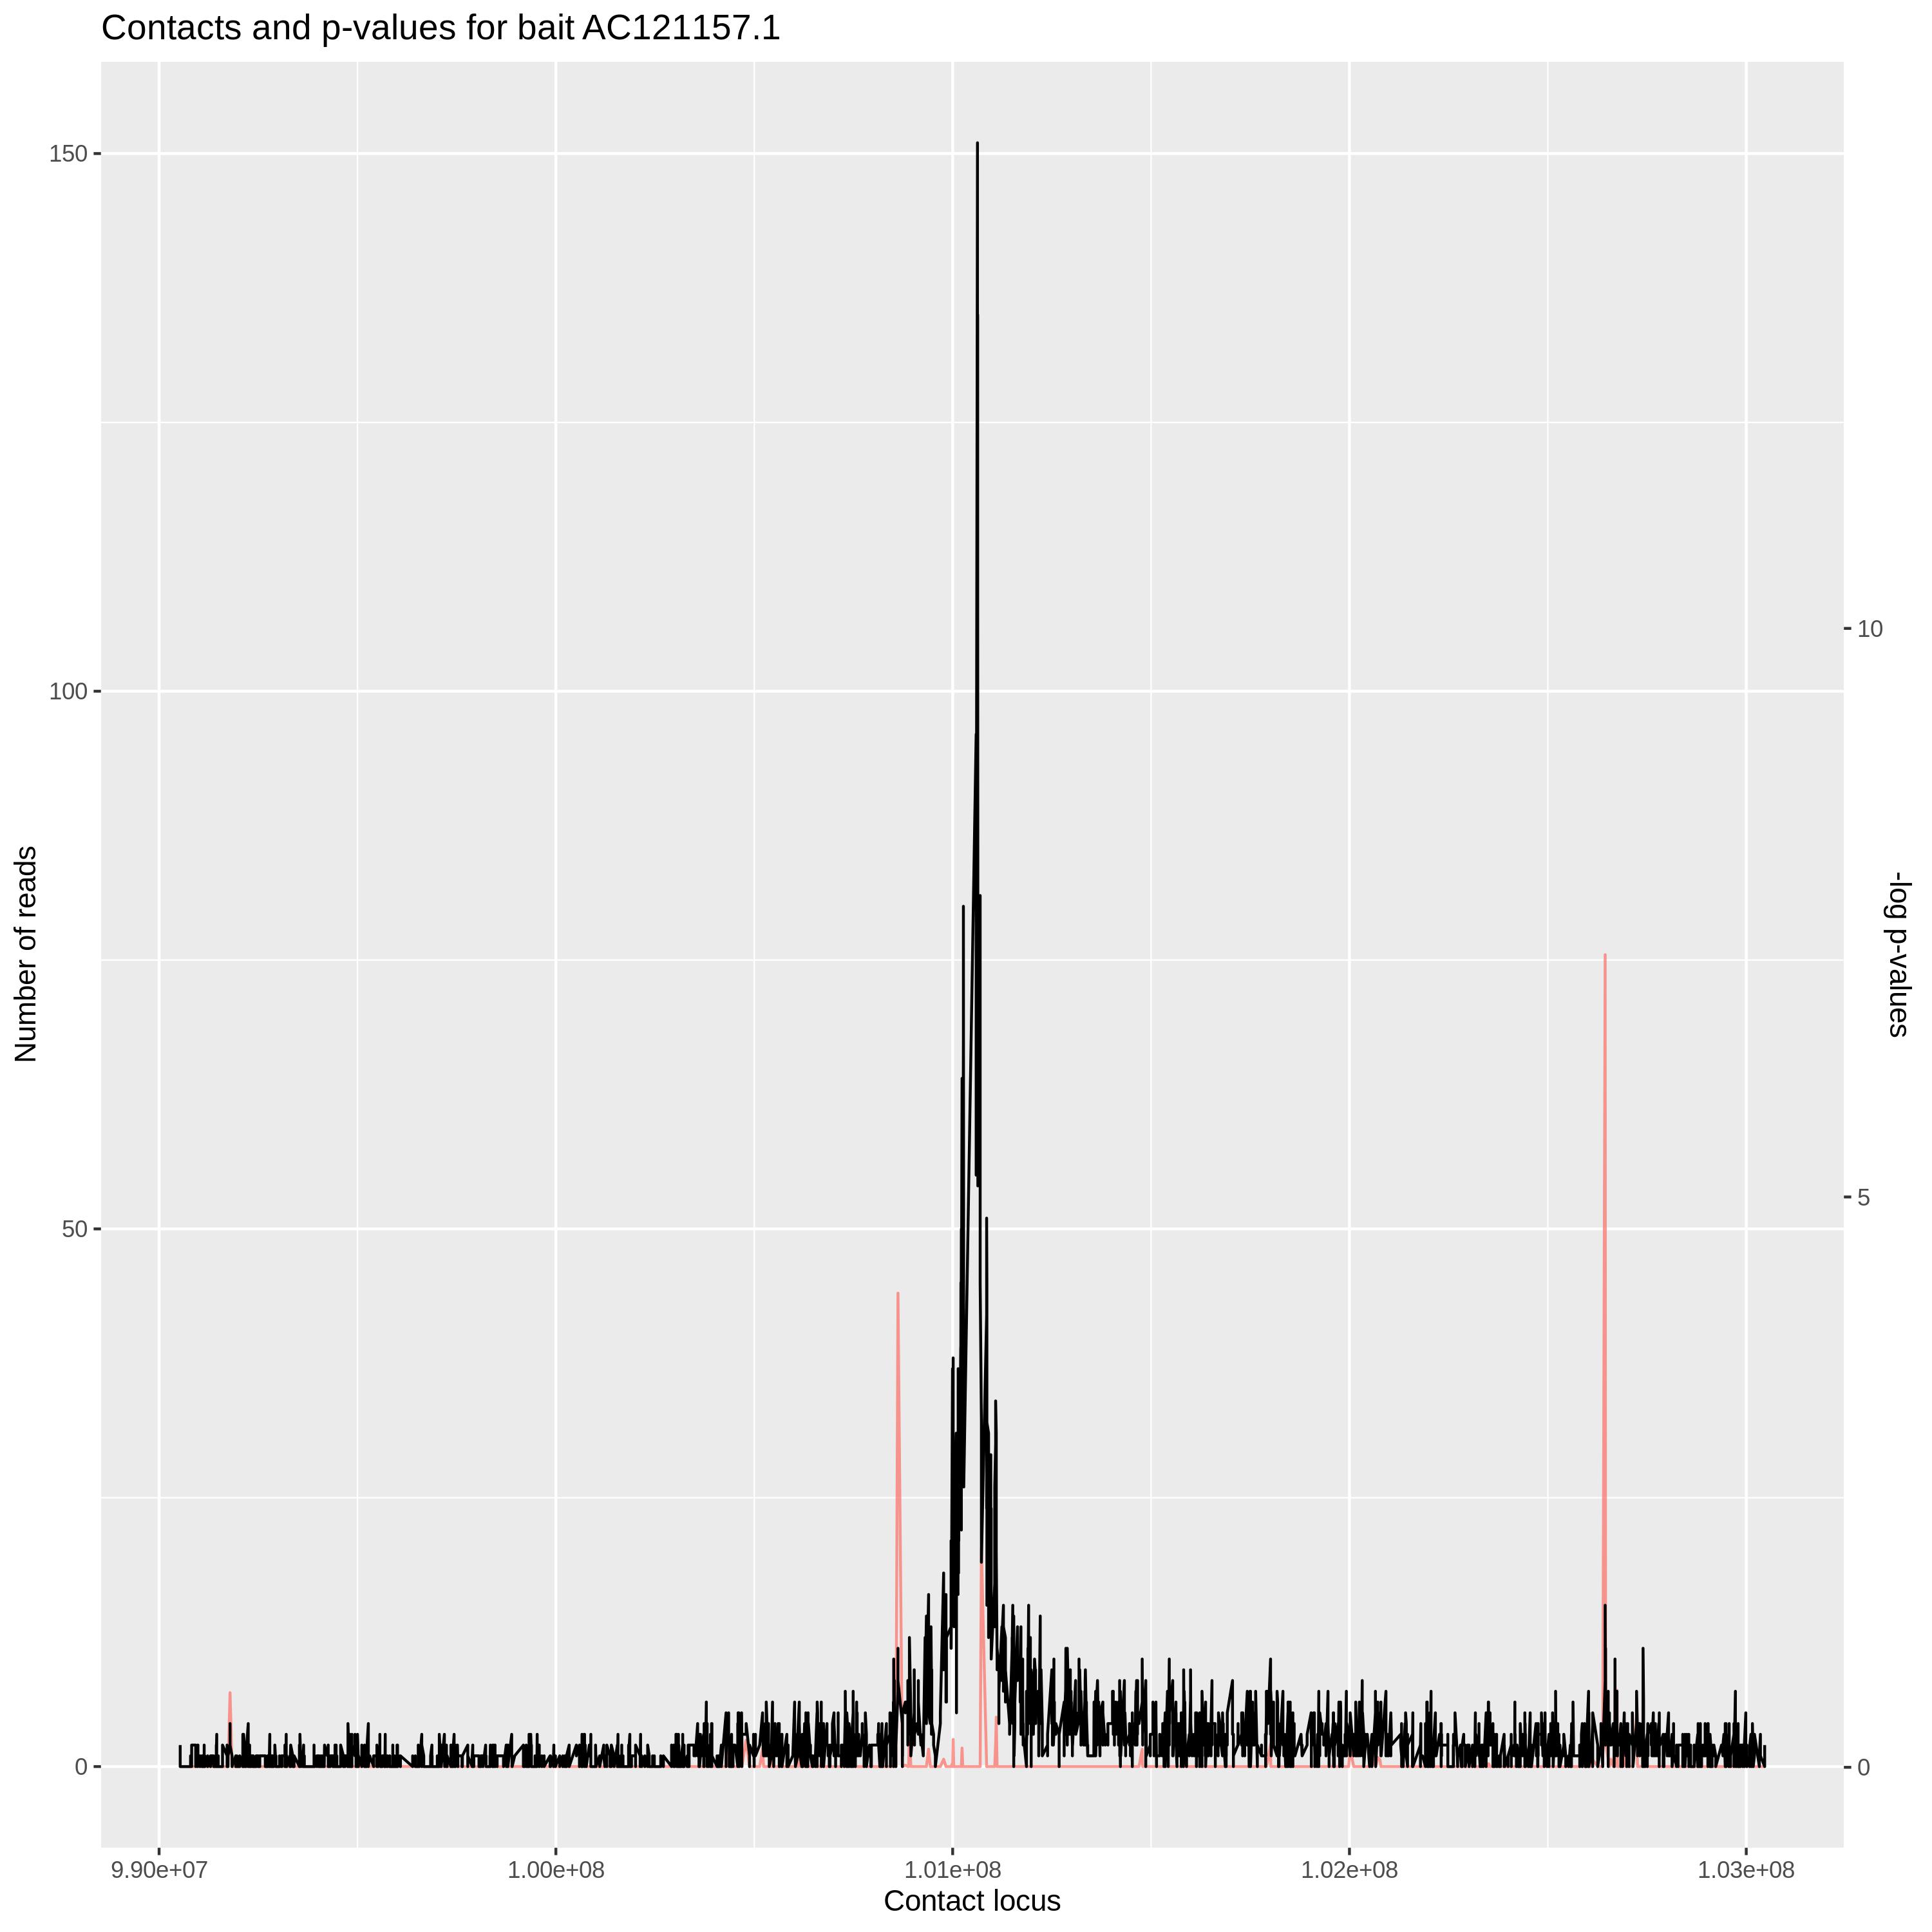 Contacts and p-values for bait AC121157.1
150
100
50
0
Number of reads
10
5
0
-log p-values
9.90e+07
1.00e+08
1.01e+08
1.02e+08
1.03e+08
Contact locus